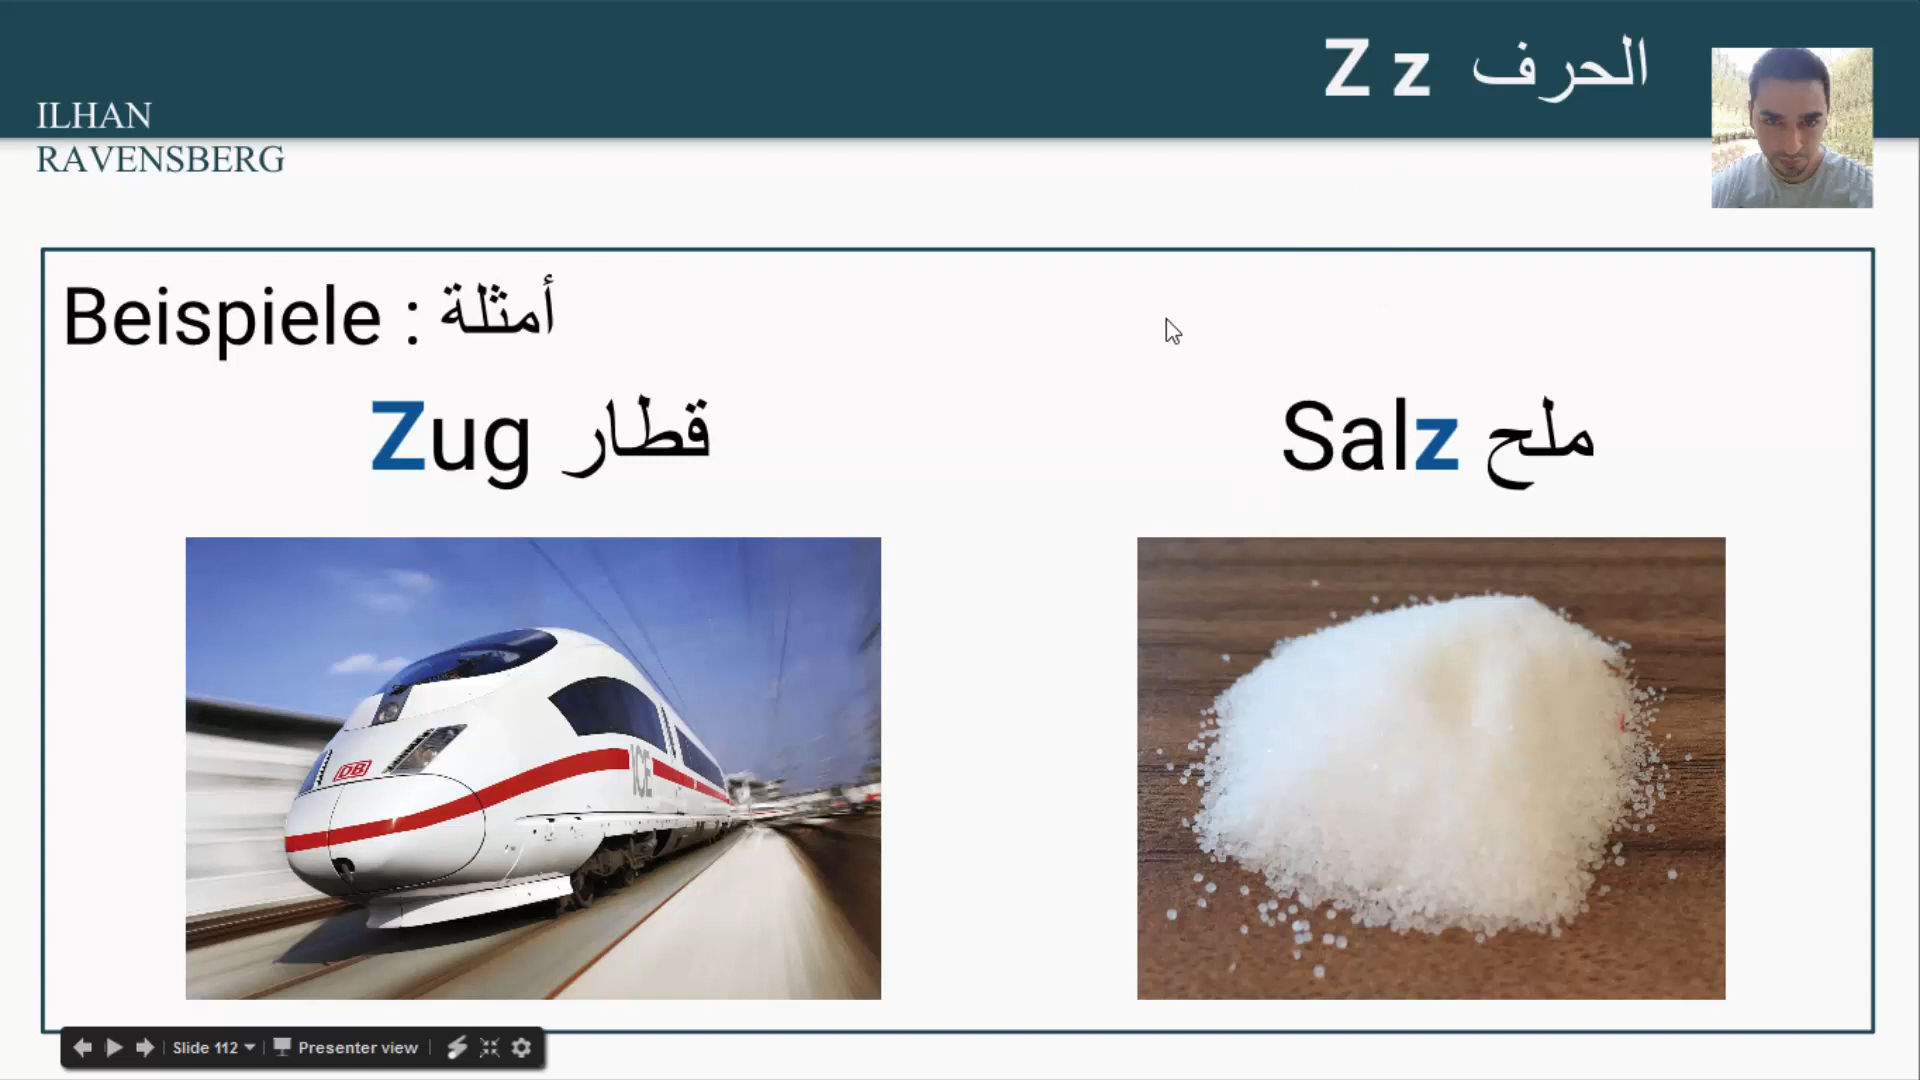 الحرف Z z
ILHAN
RAVENSBERG
Beispiele : أمثلة
Zug قطار
Salz ملح
DB
ICE
Slide 112
Presenter view